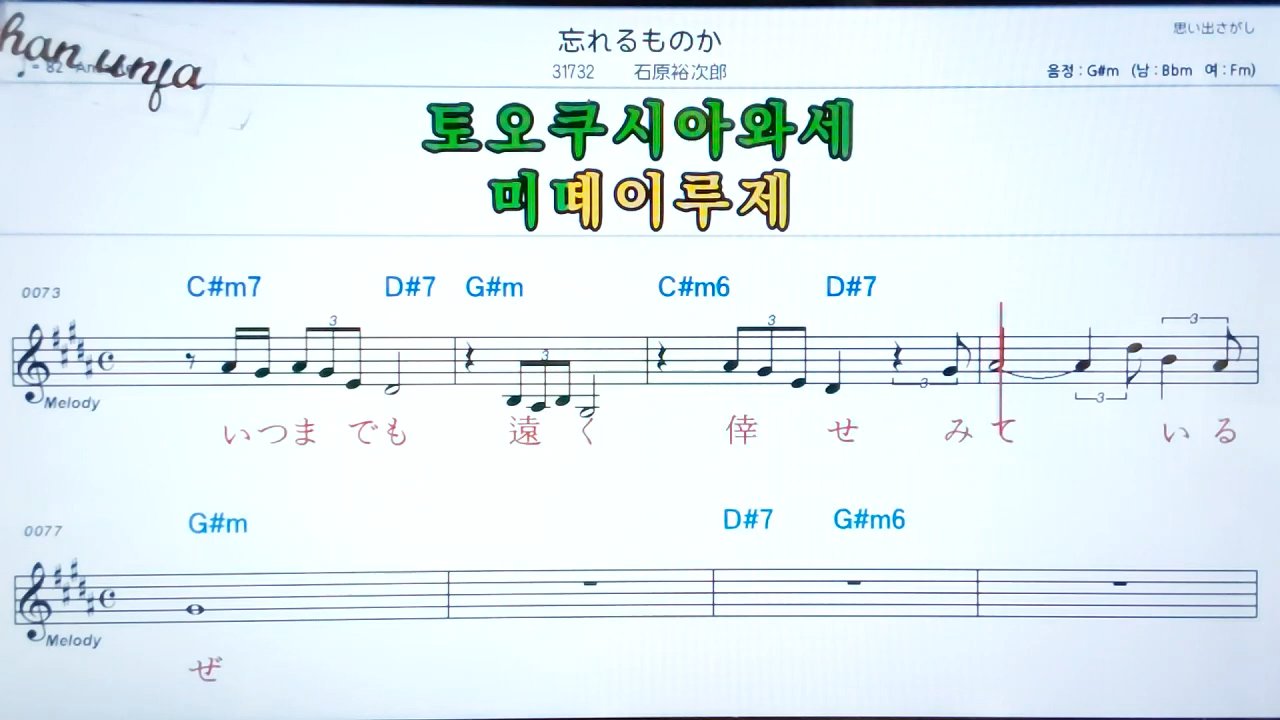 han unja
忘れるものか
思い出さがし
31732 石原裕次郎
음정 : G#m (남 : Bbm 여 : Fm)
토오쿠시아와세
미떼이루제
0073 C#m7 D#7 G#m C#m6 D#7
3 3 3 3 3 3
Melody
いつま でも 遠く 倖せ みて いる
0077 G#m D#7 G#m6
Melody
ぜ